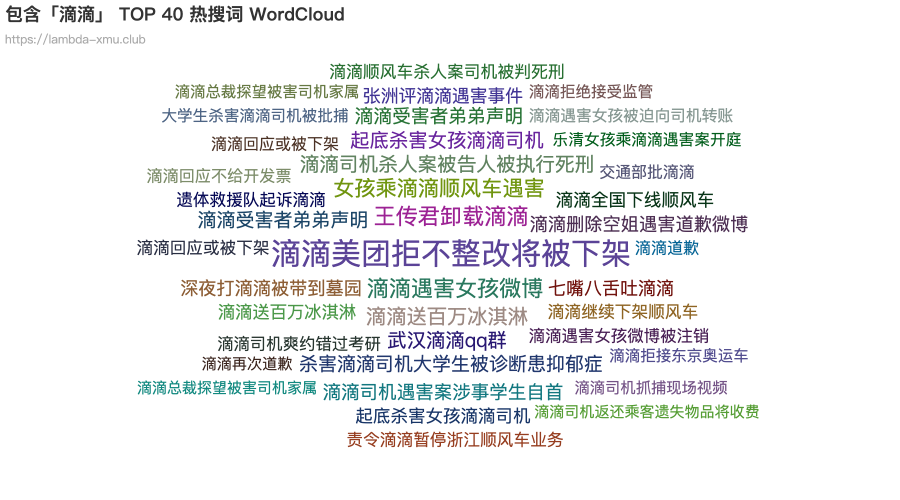 包含「滴滴」 TOP 40 热搜词 WordCloud
https://lambda-xmu.club
滴滴顺风车杀人案司机被判死刑
滴滴总裁探望被害司机家属
张洲评滴滴遇害事件
滴滴拒绝接受监管
大学生杀害滴滴司机被批捕
滴滴受害者弟弟声明
滴滴遇害女孩被迫向司机转账
滴滴回应或被下架
起底杀害女孩滴滴司机
乐清女孩乘滴滴遇害案开庭
滴滴回应不给开发票
滴滴司机杀人案被告人被执行死刑
交通部批滴滴
遗体救援队起诉滴滴
女孩乘滴滴顺风车遇害
滴滴全国下线顺风车
滴滴受害者弟弟声明
王传君卸载滴滴
滴滴删除空姐遇害道歉微博
滴滴回应或被下架
滴滴美团拒不整改将被下架
滴滴道歉
深夜打滴滴被带到墓园
滴滴遇害女孩微博
七嘴八舌吐滴滴
滴滴送百万冰淇淋
滴滴送百万冰淇淋
滴滴继续下架顺风车
滴滴司机爽约错过考研
武汉滴滴qq群
滴滴遇害女孩微博被注销
滴滴再次道歉
杀害滴滴司机大学生被诊断患抑郁症
滴滴拒接东京奥运车
滴滴总裁探望被害司机家属
滴滴司机遇害案涉事学生自首
滴滴司机抓捕现场视频
起底杀害女孩滴滴司机
滴滴司机返还乘客遗失物品将收费
责令滴滴暂停浙江顺风车业务